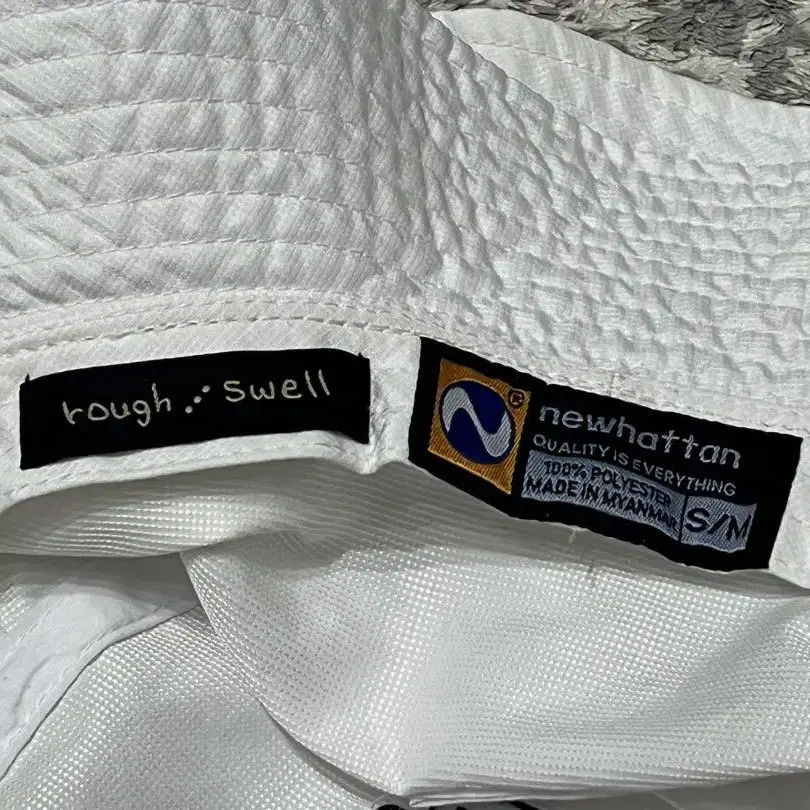 rough ⋰ swell
newhattan ®
QUALITY IS EVERYTHING
100% POLYESTER
MADE IN MYANMAR
S/M